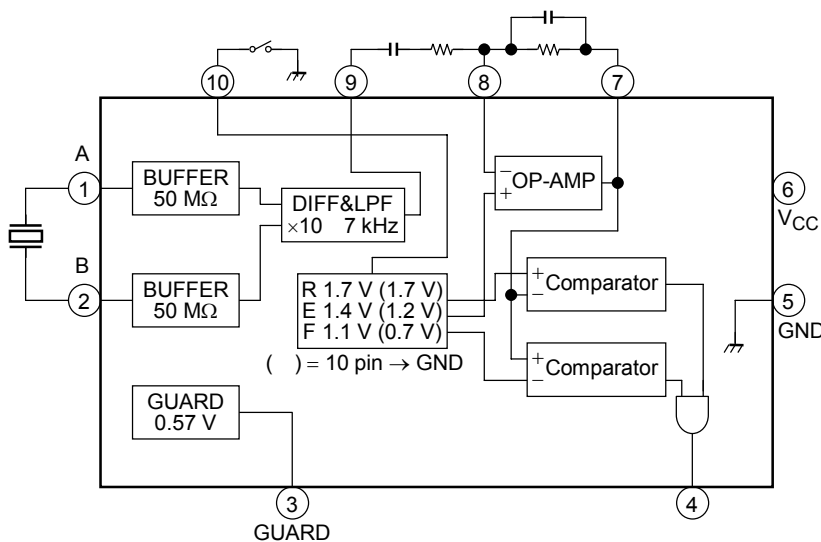 10
9
8
7
A
1
BUFFER
50 MΩ
DIFF&LPF
×10 7 kHz
−
+
OP-AMP
6
VCC
B
2
BUFFER
50 MΩ
R 1.7 V (1.7 V)
E 1.4 V (1.2 V)
F 1.1 V (0.7 V)
( ) = 10 pin → GND
+
−
Comparator
5
GND
+
−
Comparator
GUARD
0.57 V
3
GUARD
4